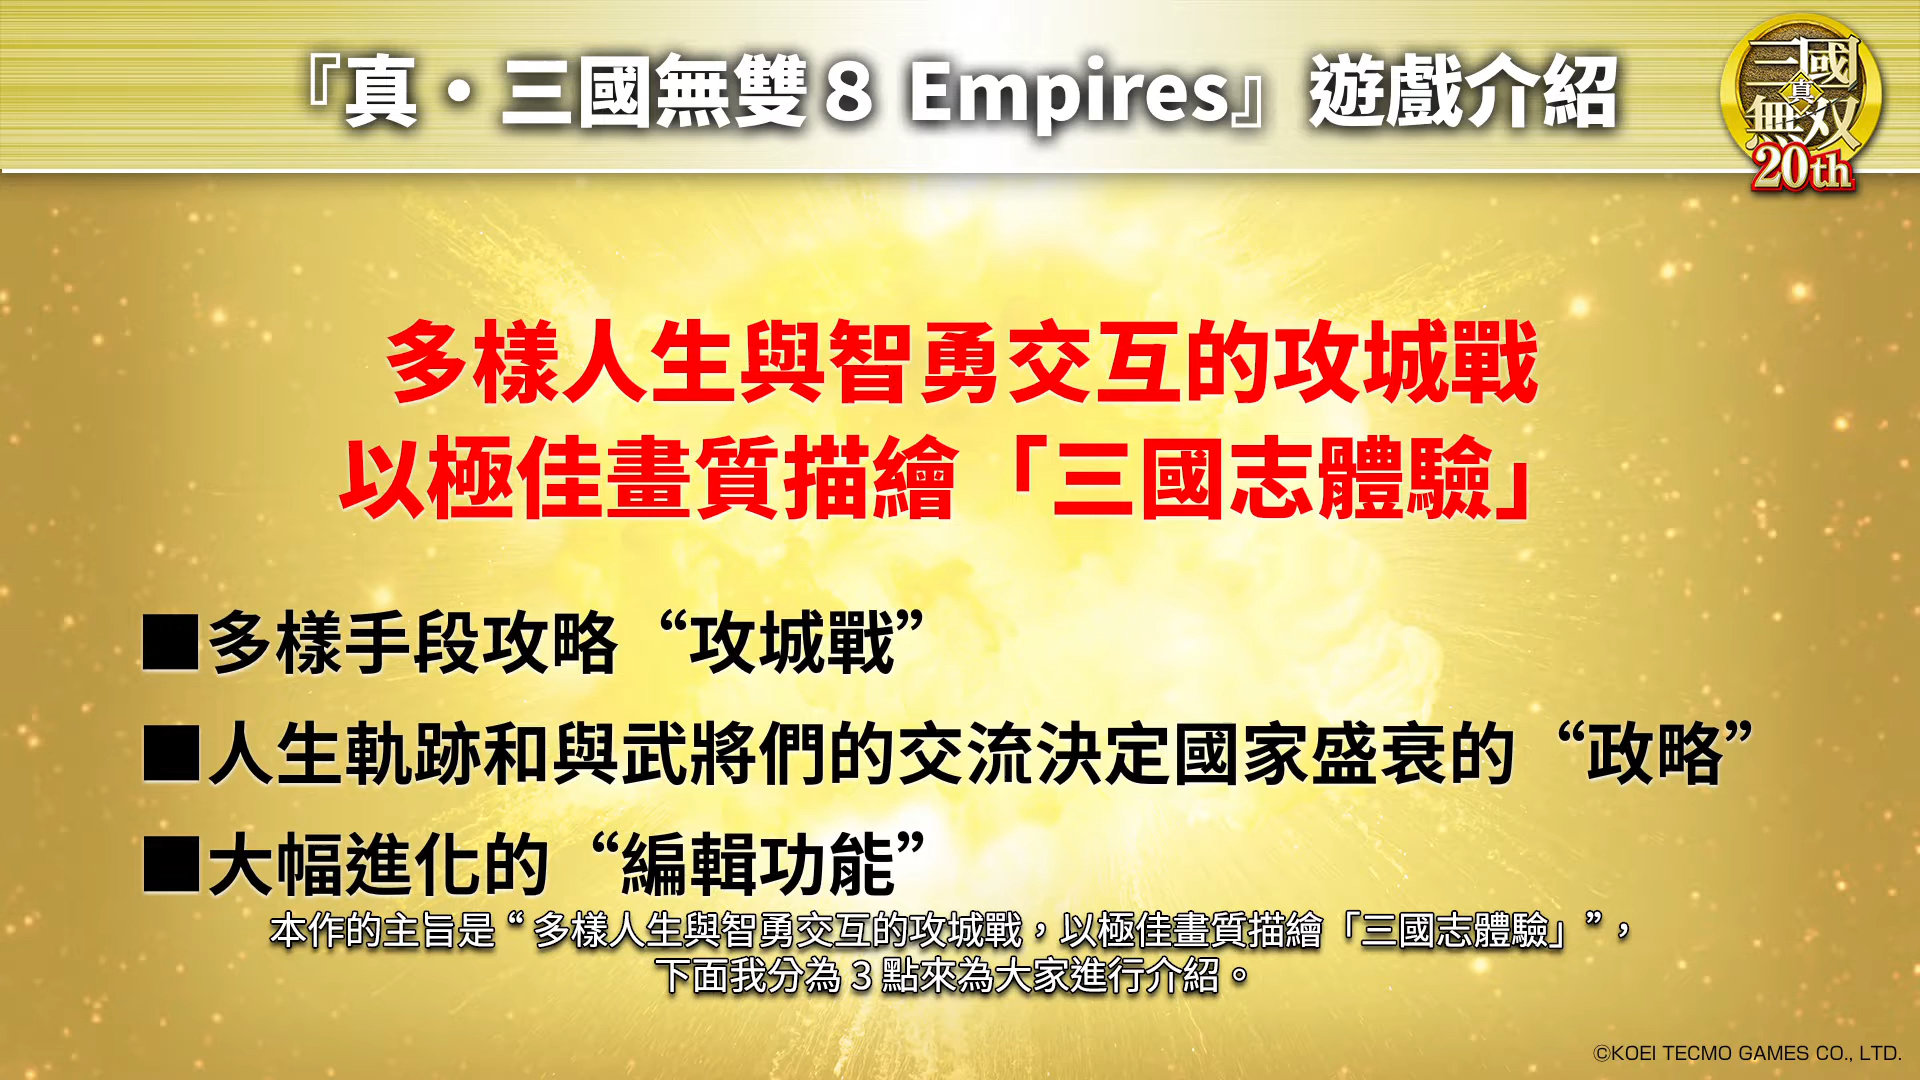 『真・三國無雙８ Empires』遊戲介紹
三國
真
無双
20th
多樣人生與智勇交互的攻城戰
以極佳畫質描繪「三國志體驗」
■多樣手段攻略“攻城戰”
■人生軌跡和與武將們的交流決定國家盛衰的“政略”
■大幅進化的“編輯功能”
本作的主旨是“多樣人生與智勇交互的攻城戰，以極佳畫質描繪「三國志體驗」”，
下面我分為 3 點來為大家進行介紹。
©KOEI TECMO GAMES CO., LTD.